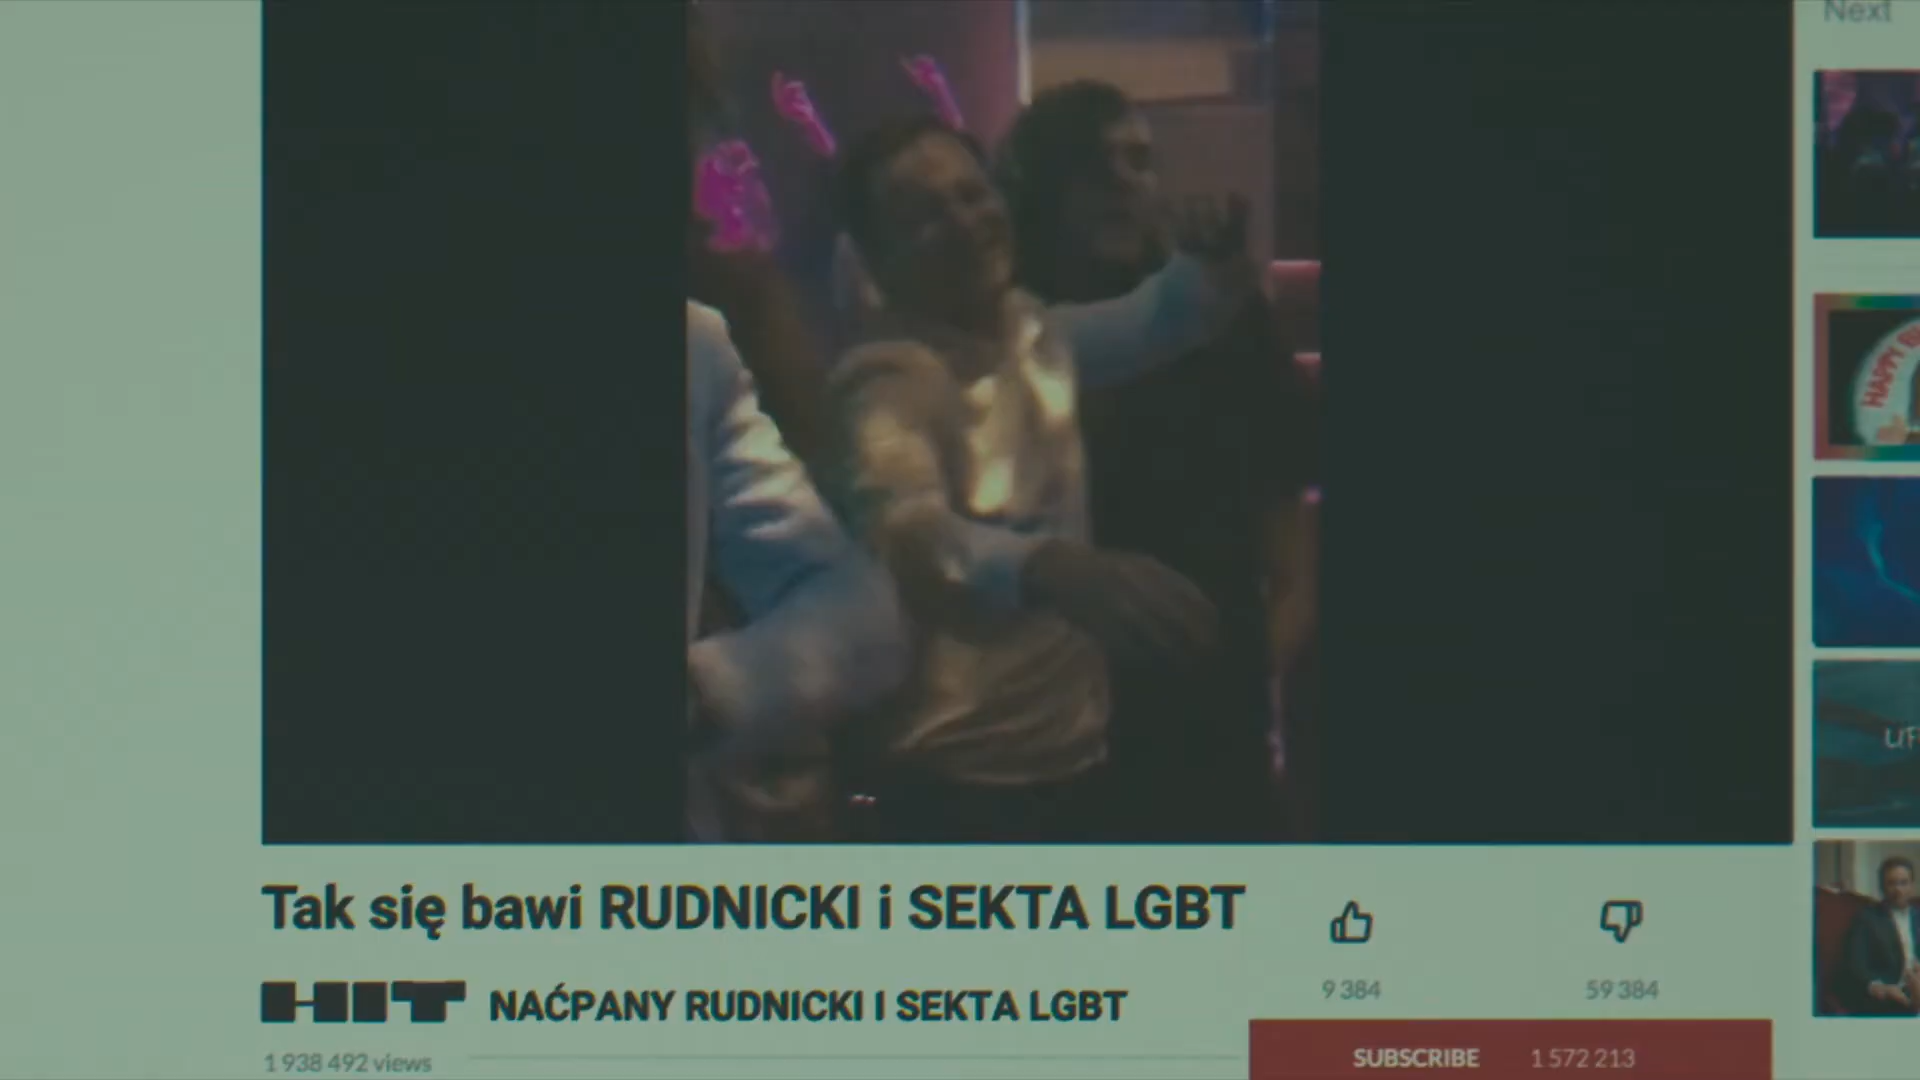 Next
HAPPY B
Tak się bawi RUDNICKI i SEKTA LGBT
HIT NAĆPANY RUDNICKI I SEKTA LGBT
9 384
59 384
1 938 492 views
SUBSCRIBE 1 572 213